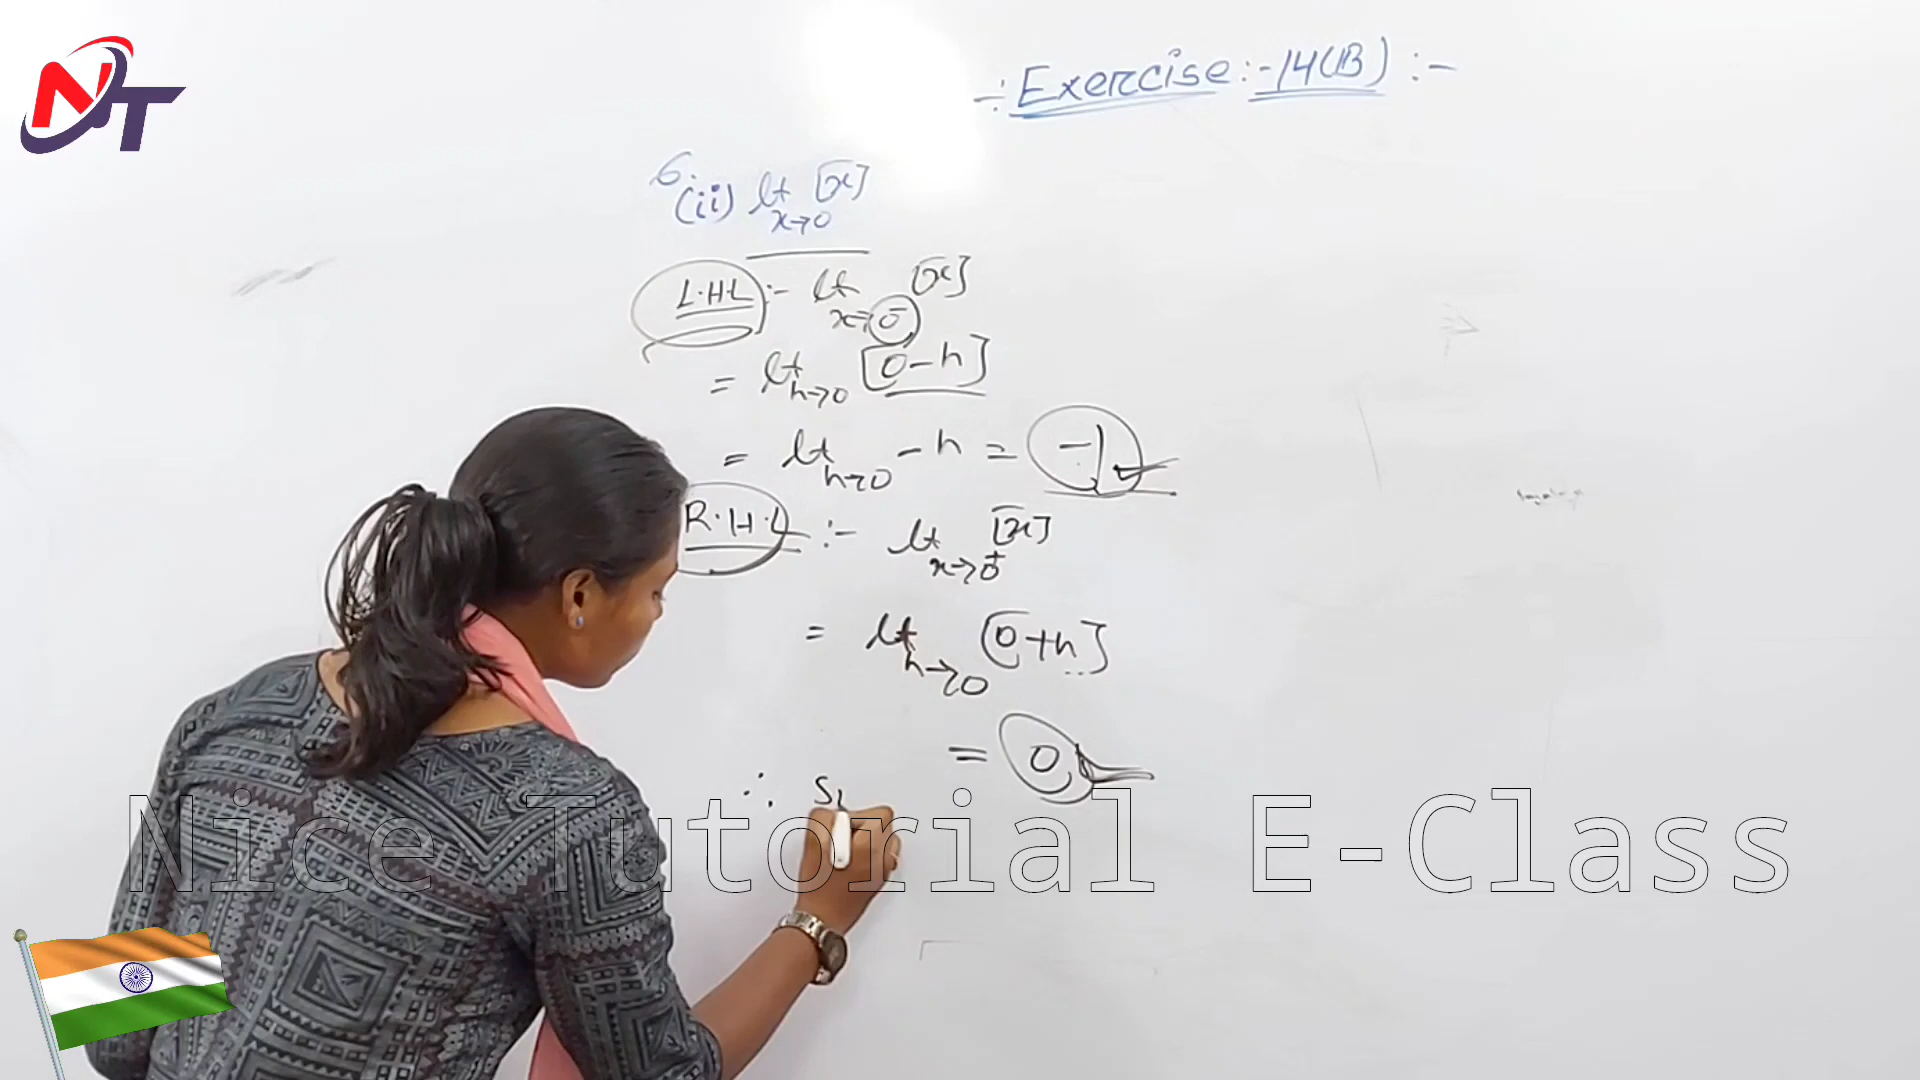 NT
÷ Exercise :- 14(B) :-
6.
(ii) lt [x]
x→0
L.H.L :- lt [x]
x→0⁻
= lt [0-h]
h→0
= lt -h = -1
h→0
R.H.L :- lt [x]
x→0⁺
= lt [0+h]
h→0
= 0
∴ Si
Nice Tutorial E-Class